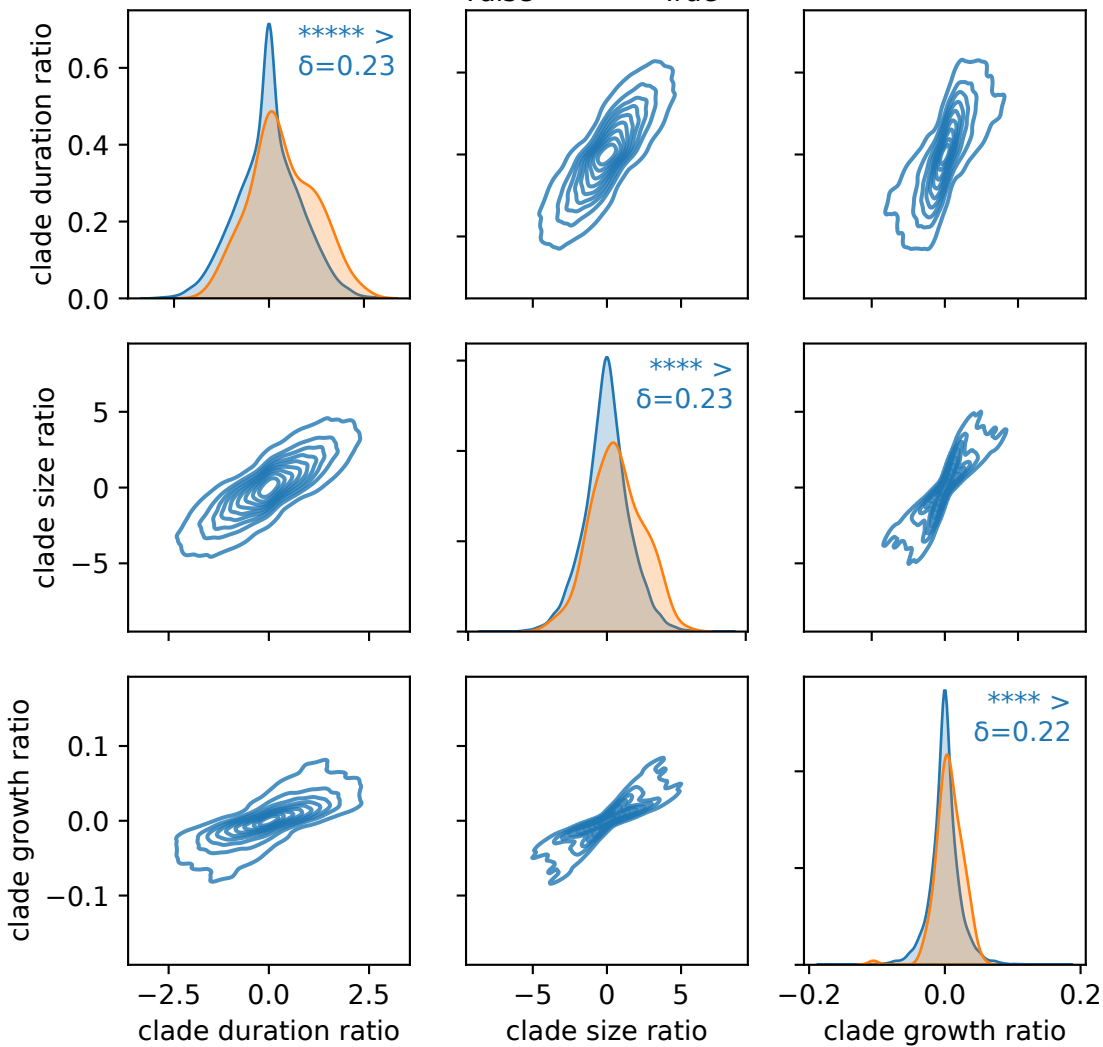 ***** >
δ=0.23
0.6
0.4
0.2
0.0
clade duration ratio
**** >
δ=0.23
5
0
−5
clade size ratio
**** >
δ=0.22
0.1
0.0
−0.1
clade growth ratio
−2.5 0.0 2.5
−5 0 5
−0.2 0.0 0.2
clade duration ratio
clade size ratio
clade growth ratio